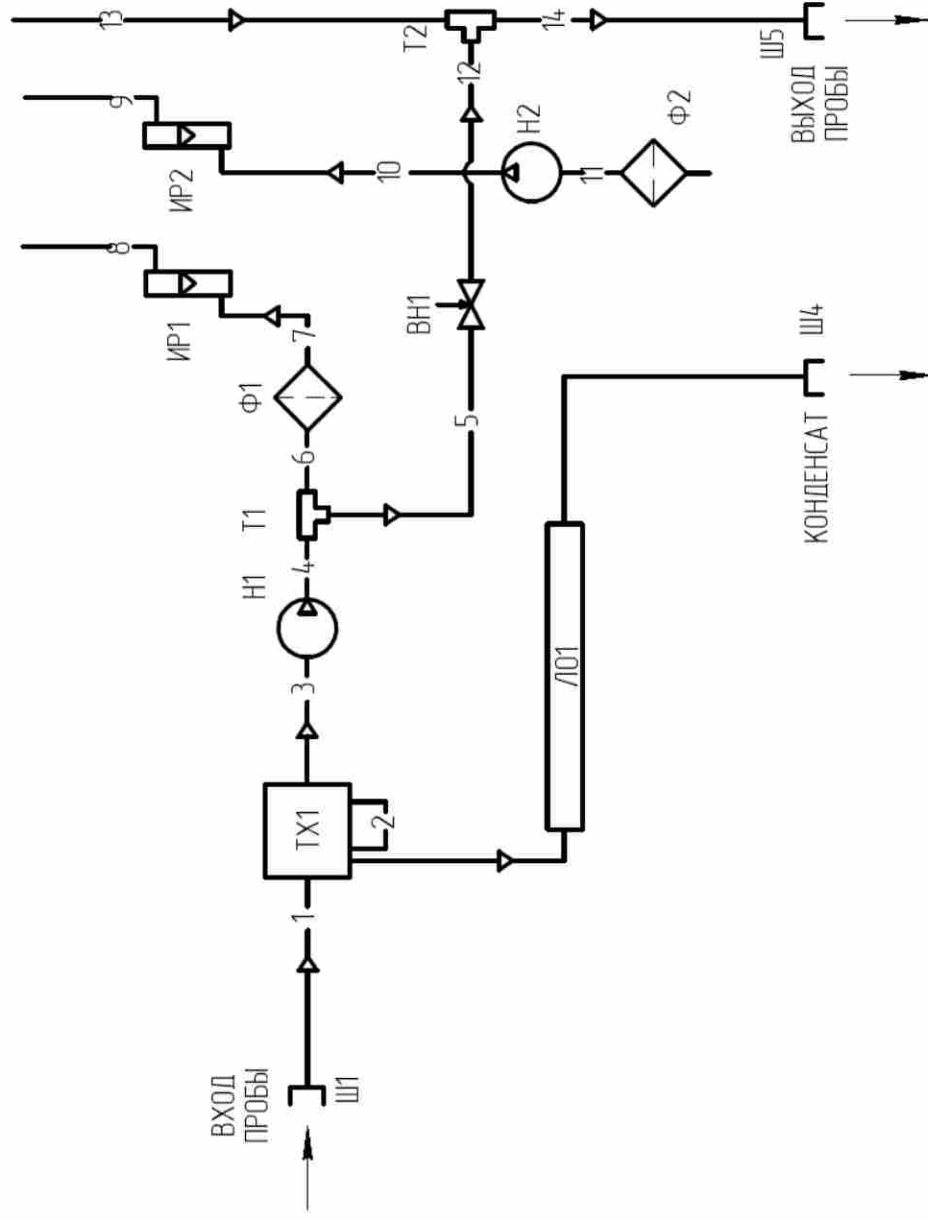 13
14
Т2
12
Ш5
ВЫХОД
ПРОБЫ
9
ИР2
10
Н2
11
Ф2
8
ИР1
7
Ф1
6
Т1
4
Н1
3
ВН1
5
ТХ1
2
1
ВХОД
ПРОБЫ
Ш1
ЛО1
КОНДЕНСАТ
Ш4